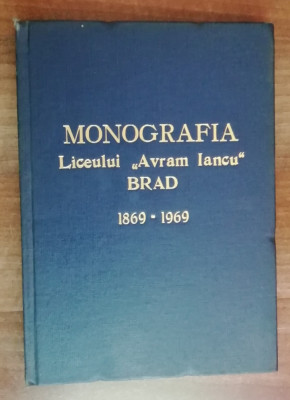 MONOGRAFIA
Liceului „Avram Iancu"
BRAD
1869 • 1969